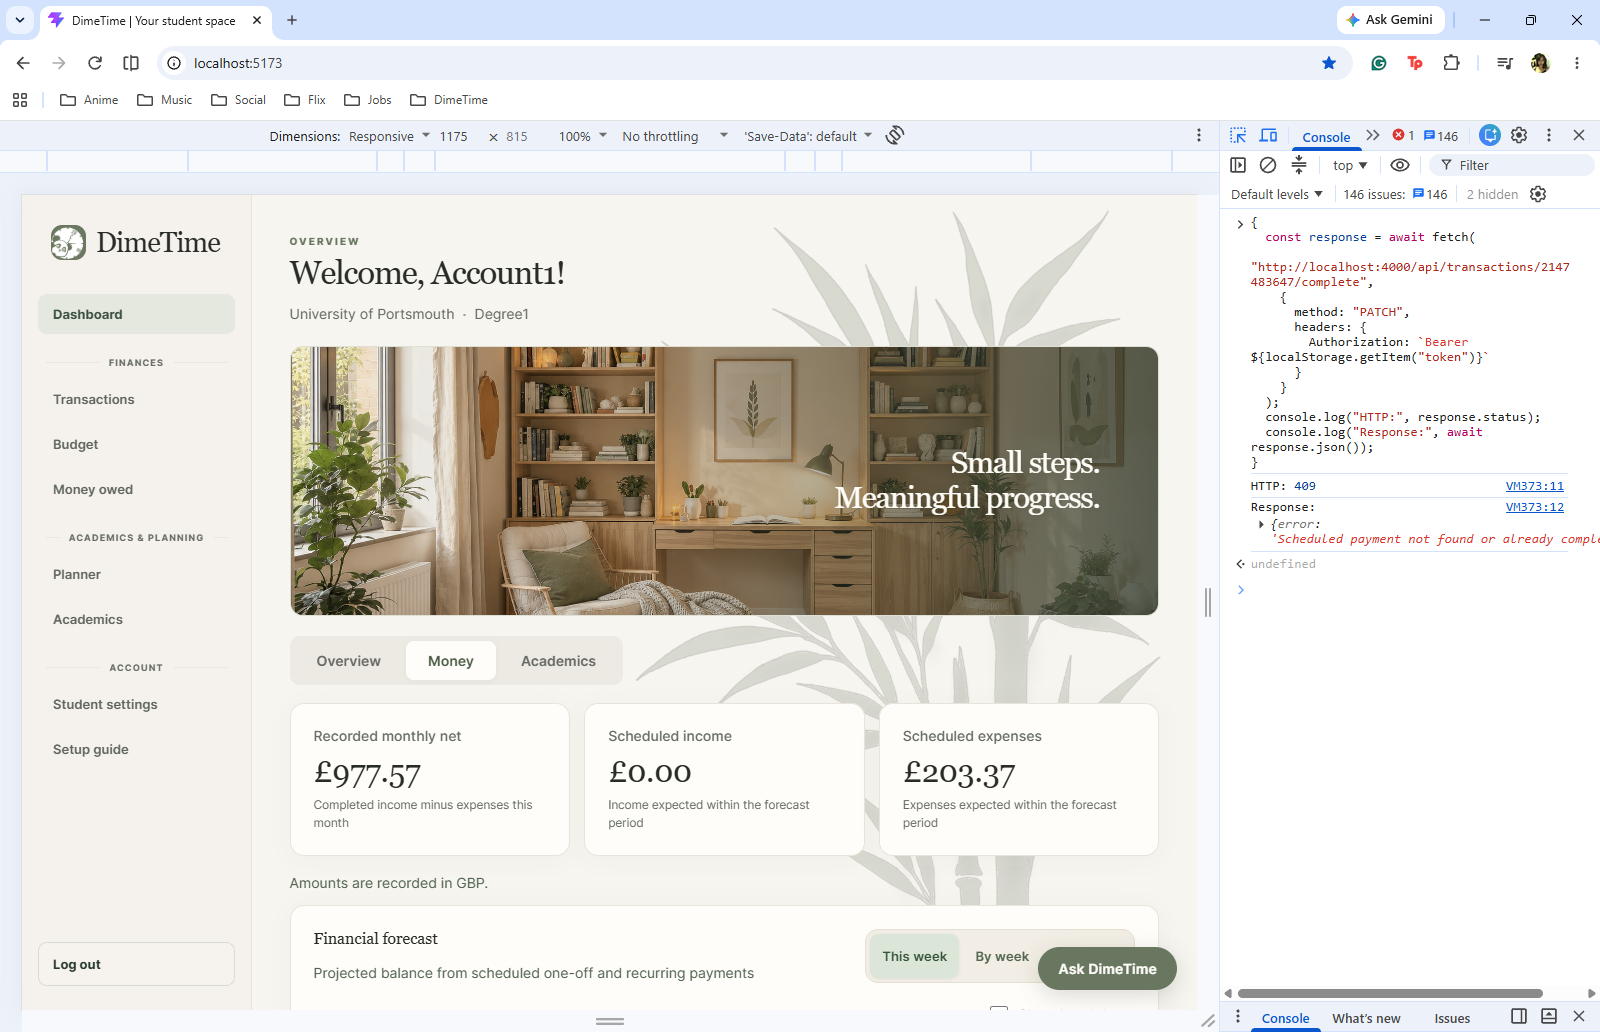 DimeTime | Your student space
Ask Gemini
localhost:5173
Anime
Music
Social
Flix
Jobs
DimeTime
Dimensions: Responsive 1175 × 815 100% No throttling 'Save-Data': default
DimeTime
Dashboard
FINANCES
Transactions
Budget
Money owed
ACADEMICS & PLANNING
Planner
Academics
ACCOUNT
Student settings
Setup guide
Log out
OVERVIEW
Welcome, Account1!
University of Portsmouth · Degree1
Small steps.
Meaningful progress.
Overview
Money
Academics
Recorded monthly net
£977.57
Completed income minus expenses this
month
Scheduled income
£0.00
Income expected within the forecast
period
Scheduled expenses
£203.37
Expenses expected within the forecast
period
Amounts are recorded in GBP.
Financial forecast
Projected balance from scheduled one-off and recurring payments
This week
By week
Ask DimeTime
Console
1
146
top
Filter
Default levels
146 issues: 146
2 hidden
{
const response = await fetch(
"http://localhost:4000/api/transactions/2147
483647/complete",
{
method: "PATCH",
headers: {
Authorization: `Bearer
${localStorage.getItem("token")}`
}
}
);
console.log("HTTP:", response.status);
console.log("Response:", await
response.json());
}
HTTP: 409 VM373:11
Response: VM373:12
{error:
'Scheduled payment not found or already comple
undefined
Console
What's new
Issues